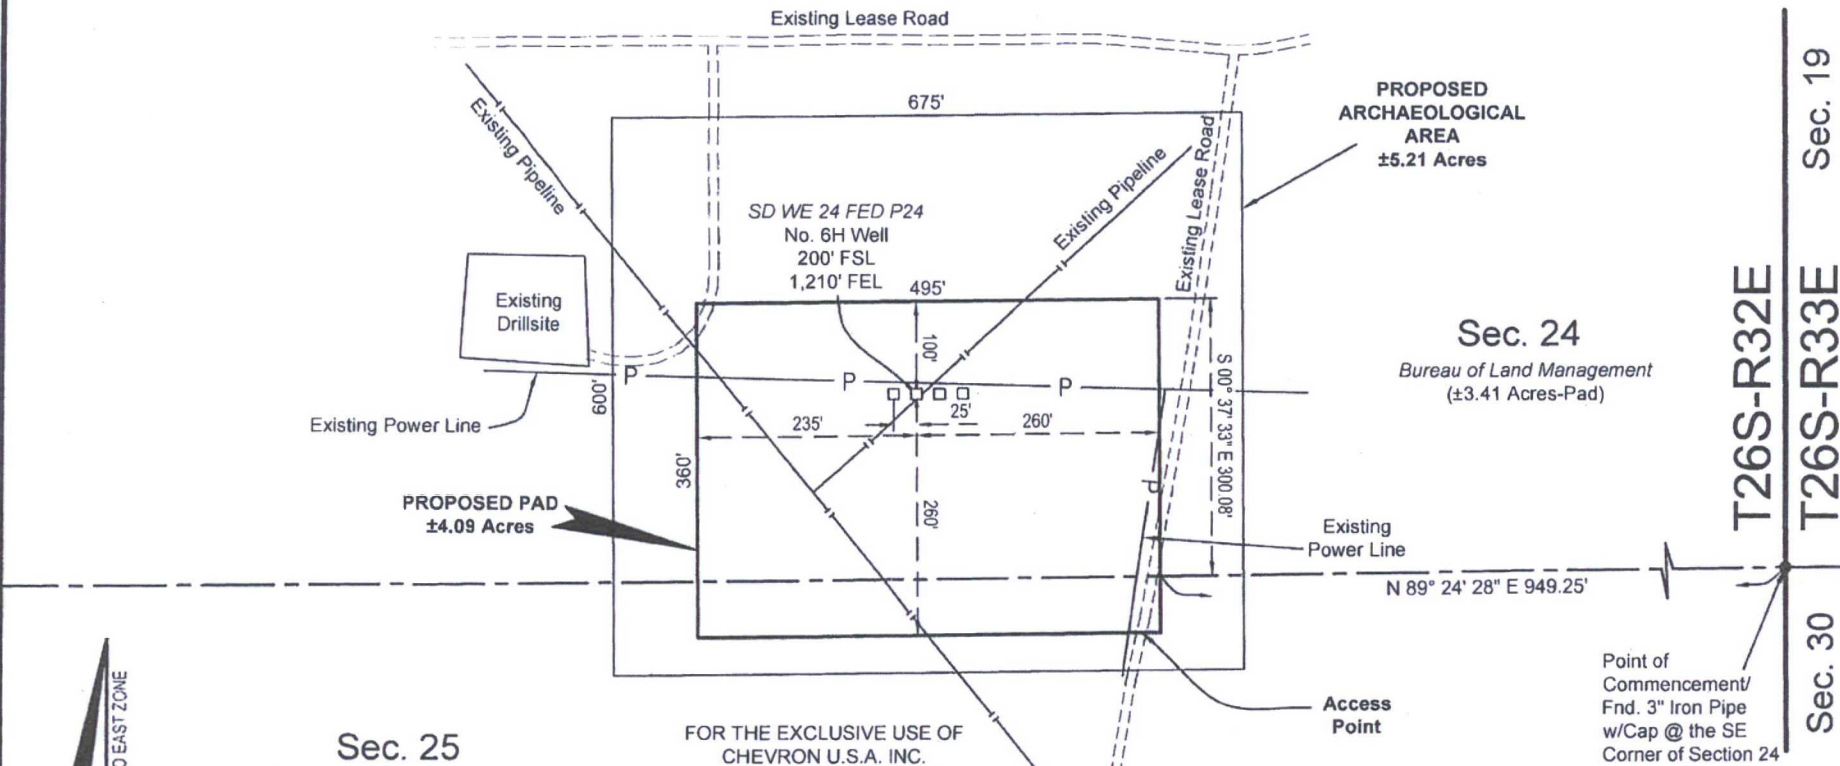 Existing Lease Road
675'
PROPOSED
ARCHAEOLOGICAL
AREA
±5.21 Acres
Sec. 19
Existing Pipeline
Existing Pipeline
Existing Lease Road
SD WE 24 FED P24
No. 6H Well
200' FSL
1,210' FEL
495'
Existing
Drillsite
100'
Sec. 24
Bureau of Land Management
(±3.41 Acres-Pad)
T26S-R32E
T26S-R33E
P
P
P
600'
Existing Power Line
235'
25'
260'
S 00° 37' 33" E 300.08'
360'
PROPOSED PAD
±4.09 Acres
260'
P
Existing
Power Line
N 89° 24' 28" E 949.25'
Point of
Commencement/
Fnd. 3" Iron Pipe
w/Cap @ the SE
Corner of Section 24
Sec. 30
Access
Point
Sec. 25
FOR THE EXCLUSIVE USE OF
CHEVRON U.S.A. INC.
EAST ZONE